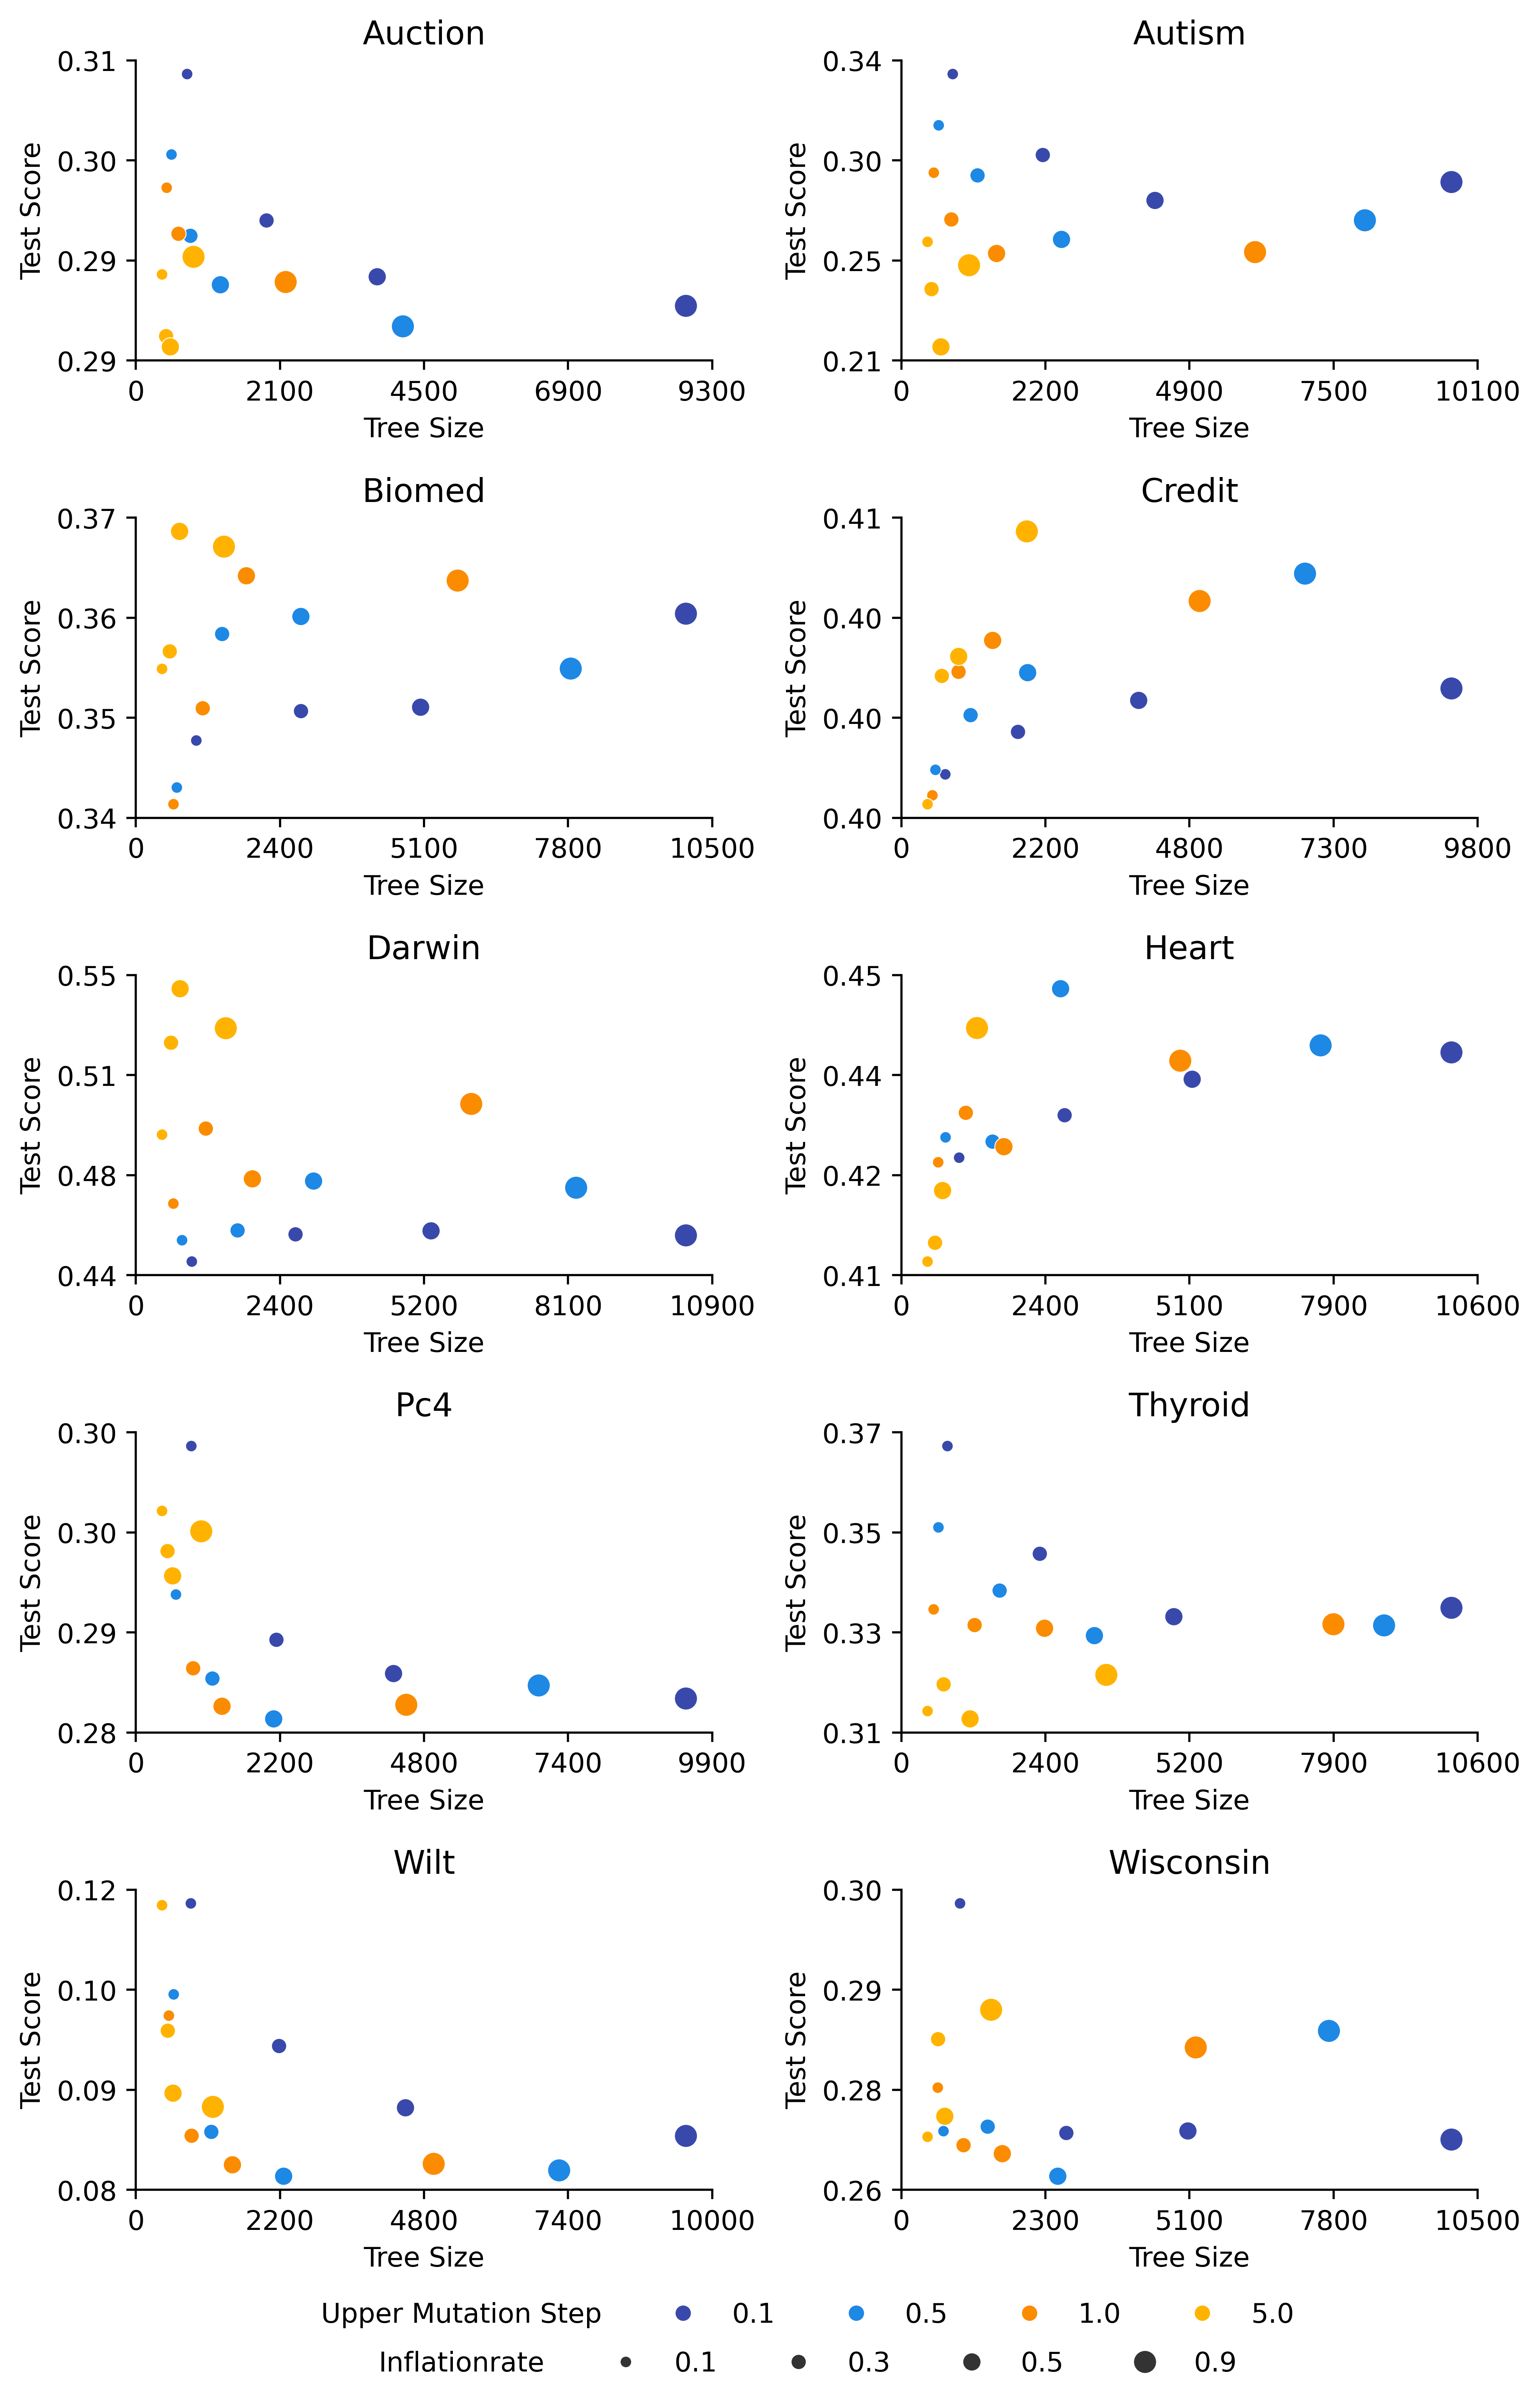 Auction
Autism
0.31
0.30
0.29
0.29
Test Score
0 2100 4500 6900 9300
Tree Size
0.34
0.30
0.25
0.21
Test Score
0 2200 4900 7500 10100
Tree Size
Biomed
Credit
0.37
0.36
0.35
0.34
Test Score
0 2400 5100 7800 10500
Tree Size
0.41
0.40
0.40
0.40
Test Score
0 2200 4800 7300 9800
Tree Size
Darwin
Heart
0.55
0.51
0.48
0.44
Test Score
0 2400 5200 8100 10900
Tree Size
0.45
0.44
0.42
0.41
Test Score
0 2400 5100 7900 10600
Tree Size
Pc4
Thyroid
0.30
0.30
0.29
0.28
Test Score
0 2200 4800 7400 9900
Tree Size
0.37
0.35
0.33
0.31
Test Score
0 2400 5200 7900 10600
Tree Size
Wilt
Wisconsin
0.12
0.10
0.09
0.08
Test Score
0 2200 4800 7400 10000
Tree Size
0.30
0.29
0.28
0.26
Test Score
0 2300 5100 7800 10500
Tree Size
Upper Mutation Step 0.1 0.5 1.0 5.0
Inflationrate 0.1 0.3 0.5 0.9